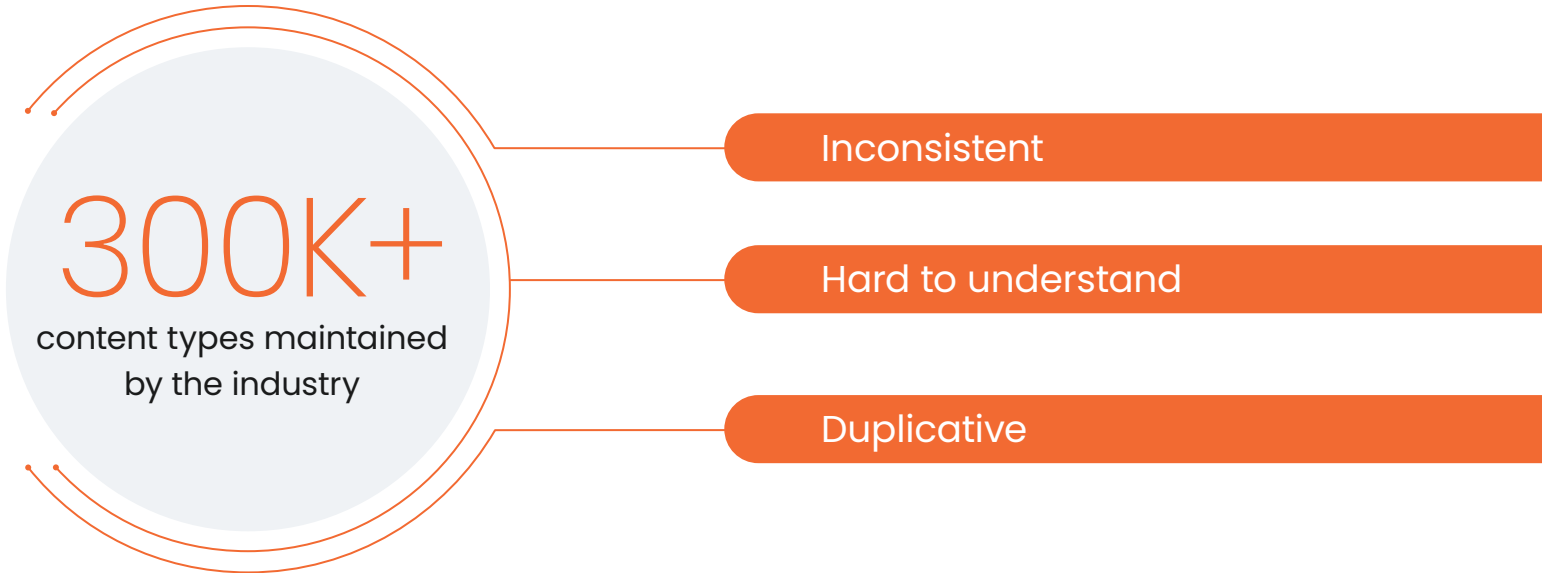 300K+
content types maintained
by the industry
Inconsistent
Hard to understand
Duplicative